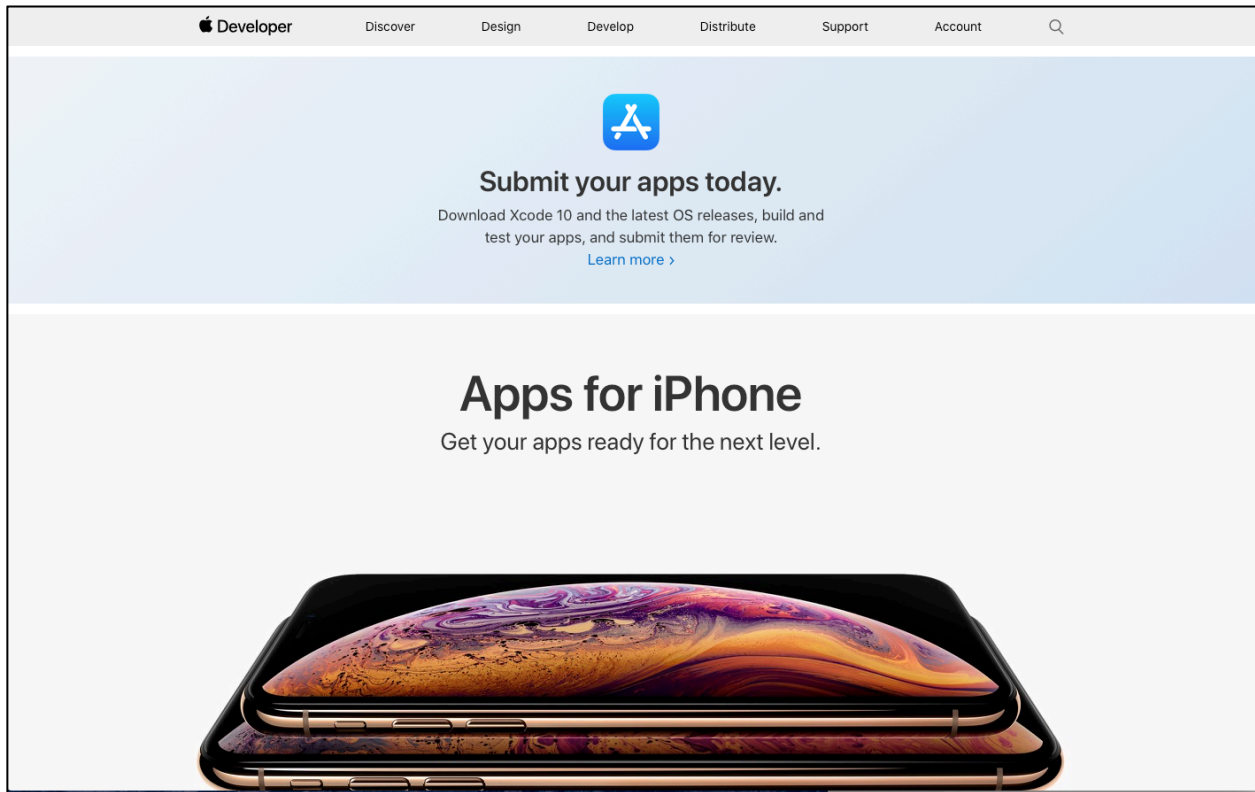 Developer
Discover
Design
Develop
Distribute
Support
Account
Submit your apps today.
Download Xcode 10 and the latest OS releases, build and
test your apps, and submit them for review.
Learn more ›
Apps for iPhone
Get your apps ready for the next level.